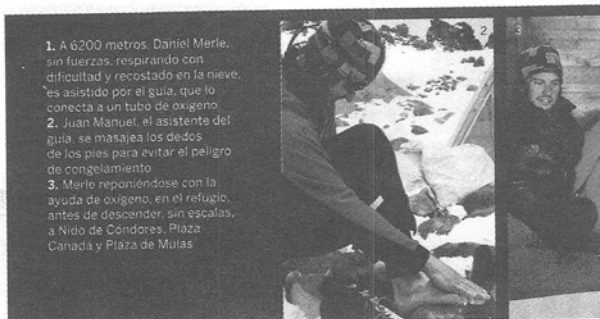 1. A 6200 metros, Daniel Merle,
sin fuerzas, respirando con
dificultad y recostado en la nieve,
es asistido por el guía, que lo
conecta a un tubo de oxígeno
2. Juan Manuel, el asistente del
guía, se masajea los dedos
de los pies para evitar el peligro
de congelamiento
3. Merle reponiéndose con la
ayuda de oxígeno, en el refugio,
antes de descender, sin escalas,
a Nido de Cóndores, Plaza
Canadá y Plaza de Mulas
2
3